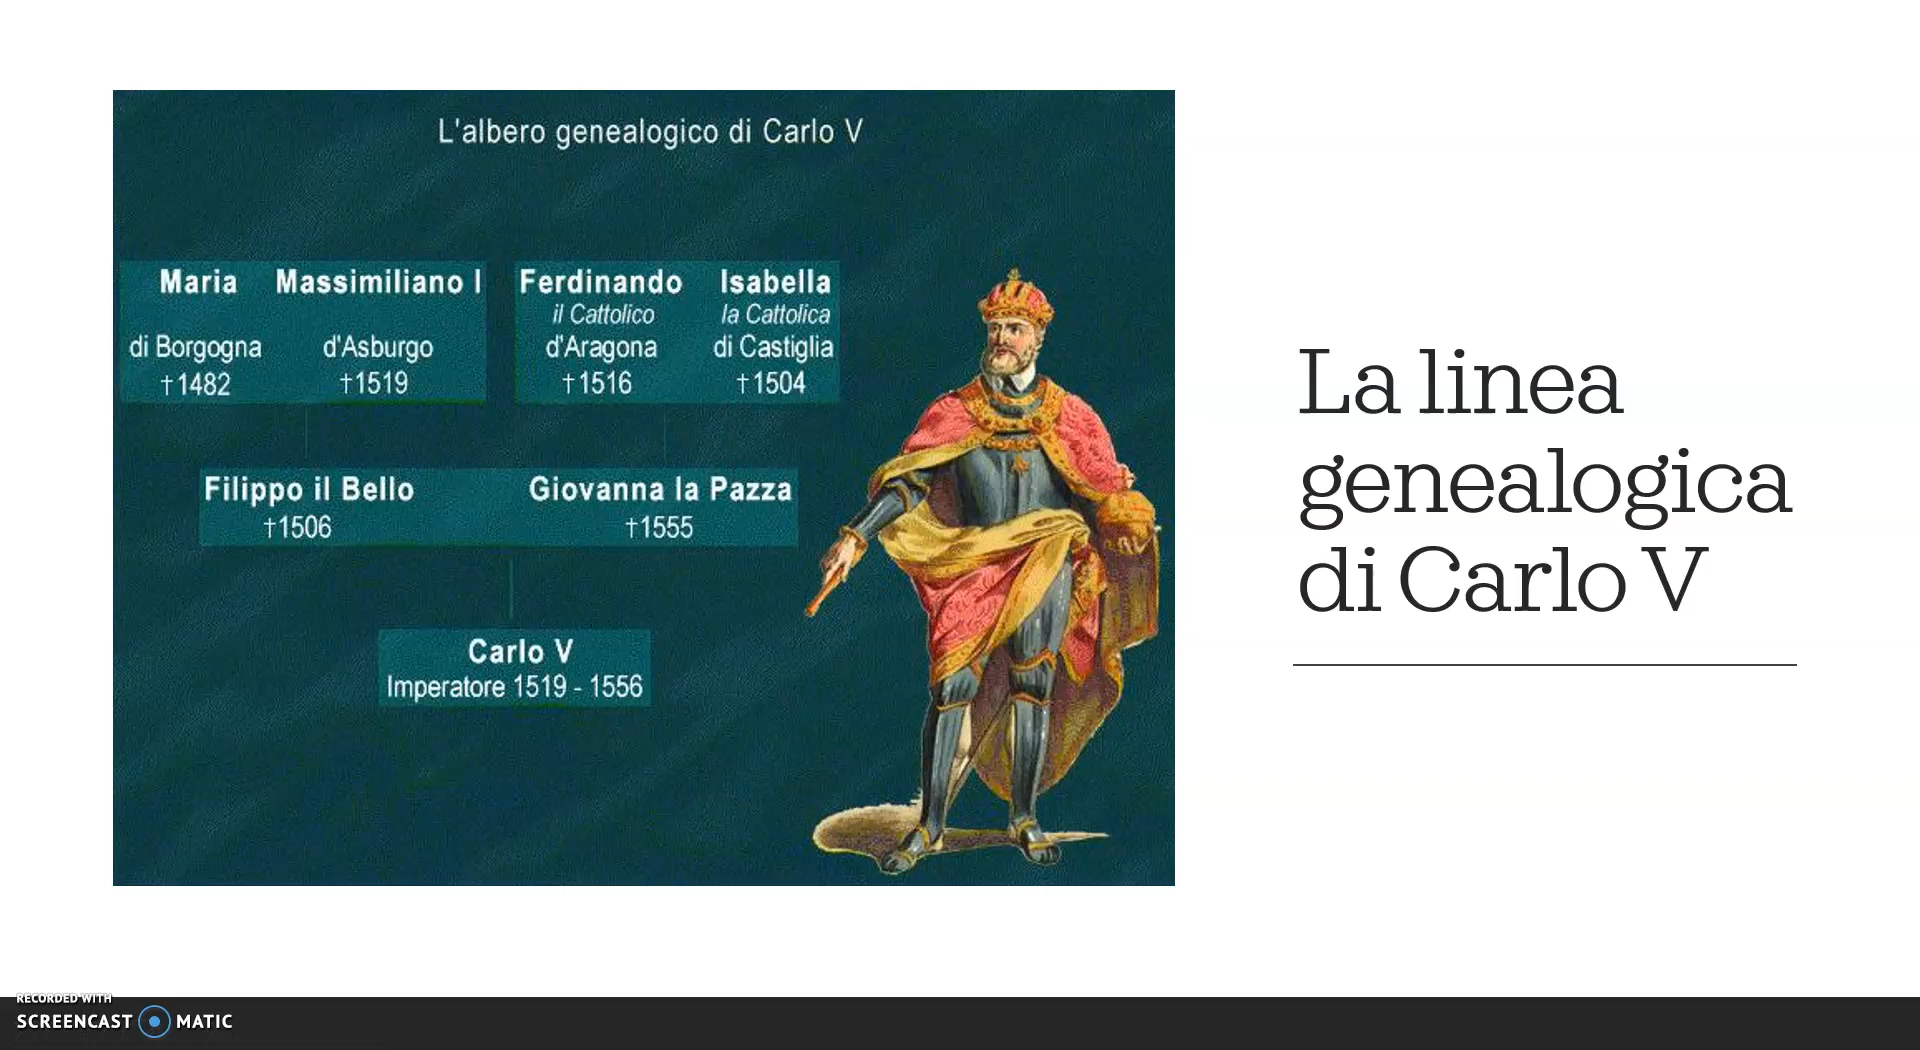 L'albero genealogico di Carlo V
Maria Massimiliano I
di Borgogna d'Asburgo
†1482 †1519
Ferdinando Isabella
il Cattolico la Cattolica
d'Aragona di Castiglia
†1516 †1504
Filippo il Bello Giovanna la Pazza
†1506 †1555
Carlo V
Imperatore 1519 - 1556
La linea
genealogica
di Carlo V
RECORDED WITH
SCREENCAST MATIC